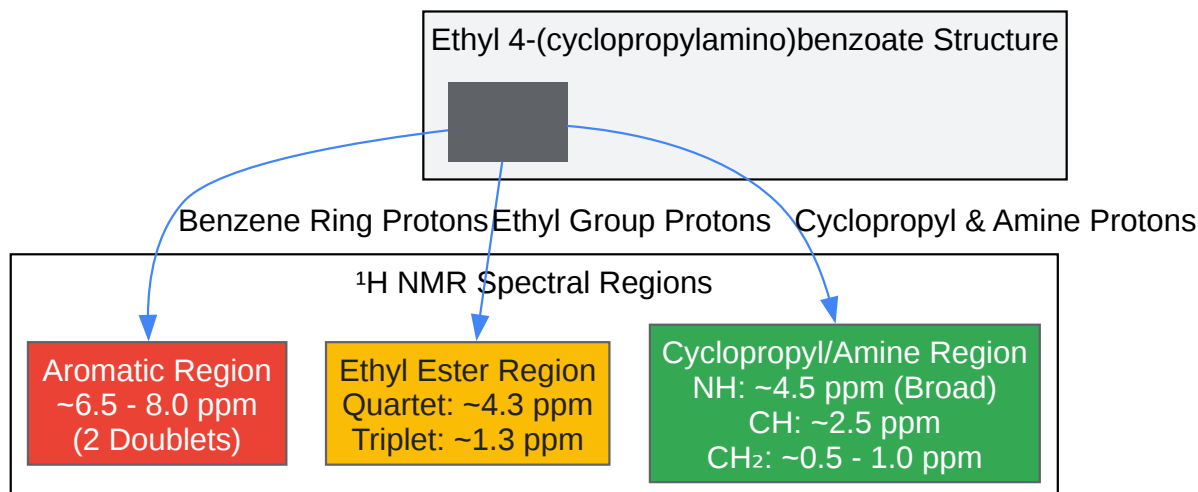 Ethyl 4-(cyclopropylamino)benzoate Structure
Benzene Ring Protons
Ethyl Group Protons
Cyclopropyl & Amine Protons
¹H NMR Spectral Regions
Aromatic Region
~6.5 - 8.0 ppm
(2 Doublets)
Ethyl Ester Region
Quartet: ~4.3 ppm
Triplet: ~1.3 ppm
Cyclopropyl/Amine Region
NH: ~4.5 ppm (Broad)
CH: ~2.5 ppm
CH₂: ~0.5 - 1.0 ppm